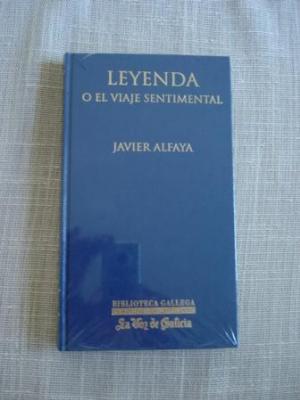 LEYENDA
O EL VIAJE SENTIMENTAL
JAVIER ALFAYA
BIBLIOTECA GALLEGA
La Voz de Galicia